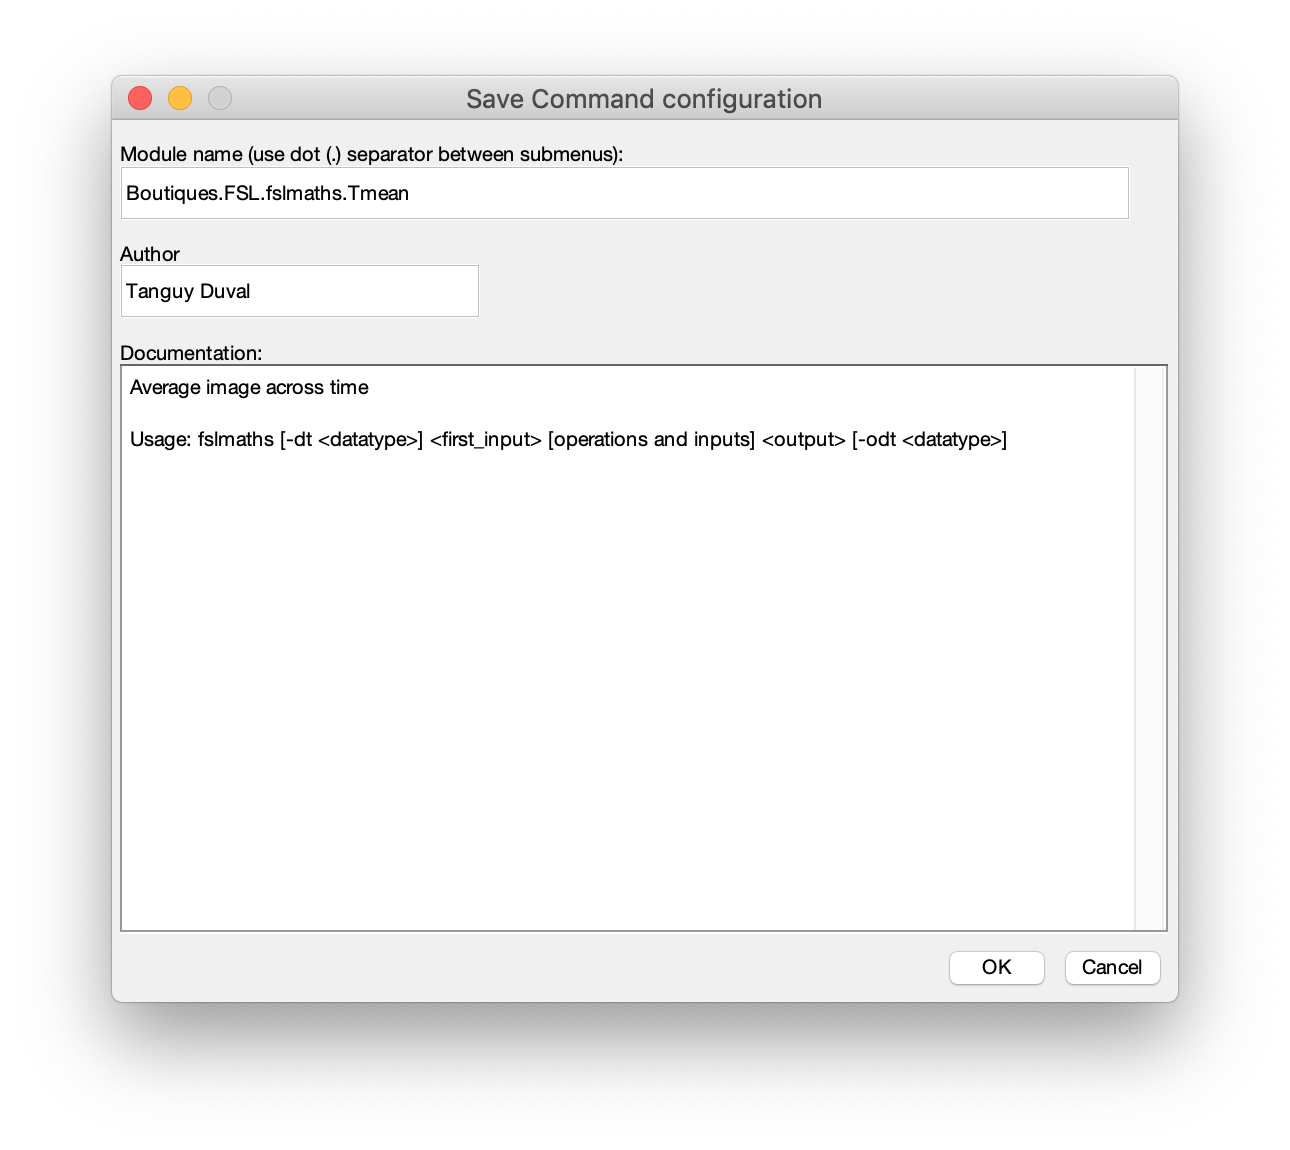 Save Command configuration
Module name (use dot (.) separator between submenus):
Boutiques.FSL.fslmaths.Tmean
Author
Tanguy Duval
Documentation:
Average image across time
Usage: fslmaths [-dt <datatype>] <first_input> [operations and inputs] <output> [-odt <datatype>]
OK
Cancel